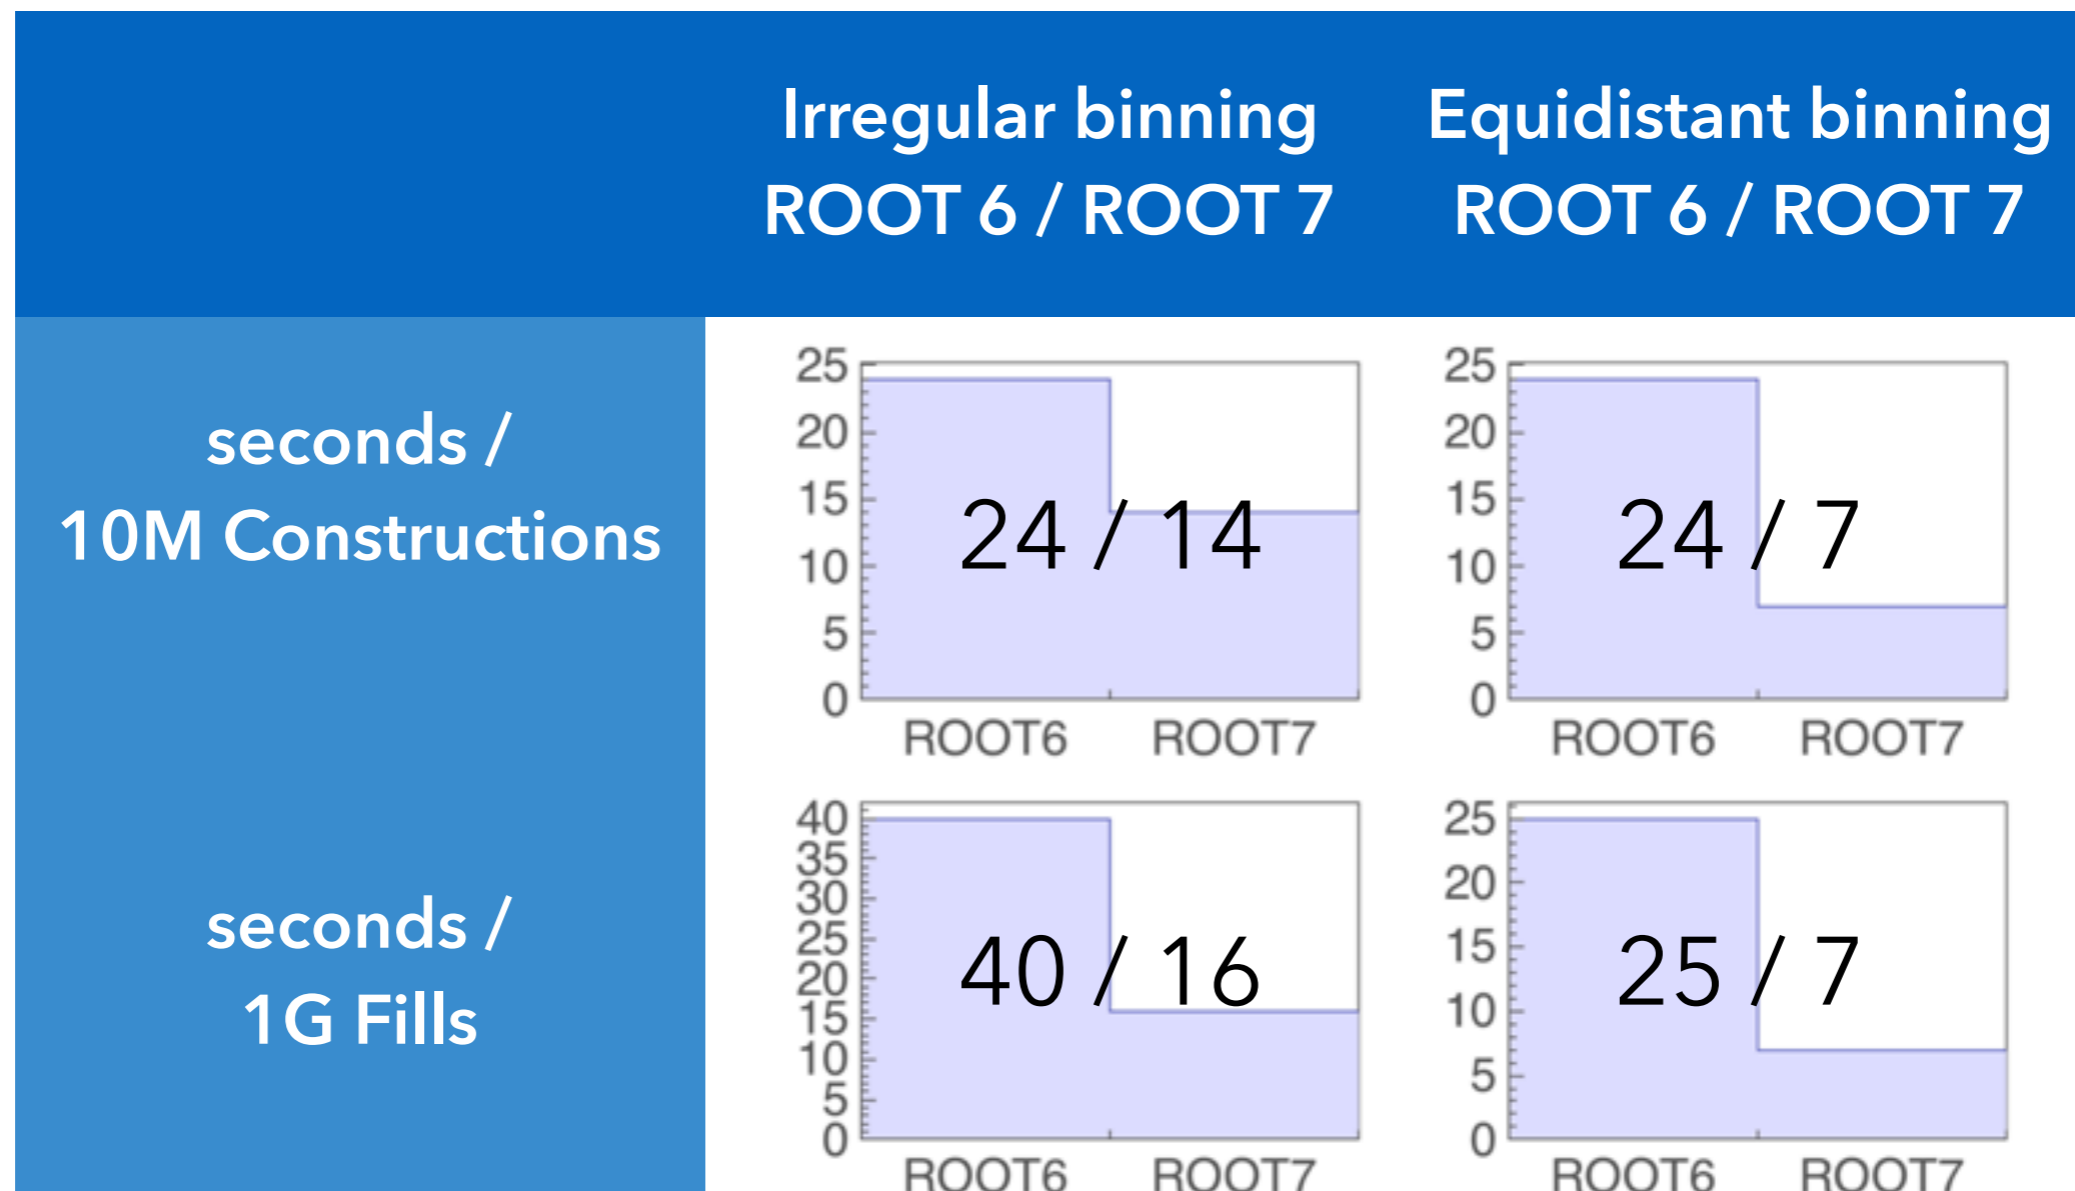 Irregular binning
ROOT 6 / ROOT 7
Equidistant binning
ROOT 6 / ROOT 7
seconds /
10M Constructions
25
20
15
10
5
0
24 / 14
ROOT6 ROOT7
25
20
15
10
5
0
24 / 7
ROOT6 ROOT7
seconds /
1G Fills
40
35
30
25
20
15
10
5
0
40 / 16
ROOT6 ROOT7
25
20
15
10
5
0
25 / 7
ROOT6 ROOT7